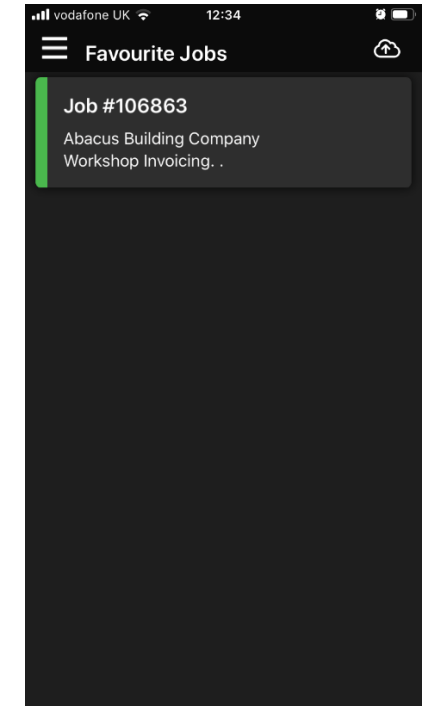 vodafone UK 12:34
Favourite Jobs
Job #106863
Abacus Building Company
Workshop Invoicing. .